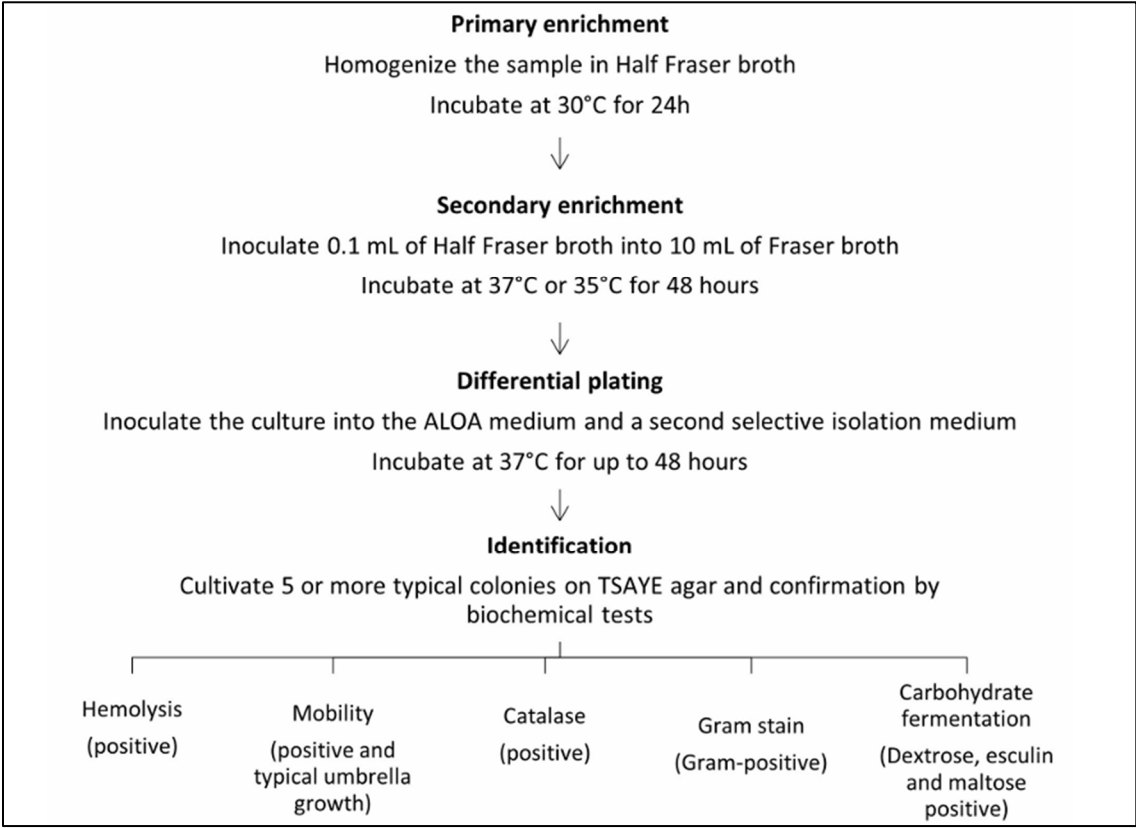 Primary enrichment
Homogenize the sample in Half Fraser broth
Incubate at 30°C for 24h
Secondary enrichment
Inoculate 0.1 mL of Half Fraser broth into 10 mL of Fraser broth
Incubate at 37°C or 35°C for 48 hours
Differential plating
Inoculate the culture into the ALOA medium and a second selective isolation medium
Incubate at 37°C for up to 48 hours
Identification
Cultivate 5 or more typical colonies on TSAYE agar and confirmation by
biochemical tests
Hemolysis
(positive)
Mobility
(positive and
typical umbrella
growth)
Catalase
(positive)
Gram stain
(Gram-positive)
Carbohydrate
fermentation
(Dextrose, esculin
and maltose
positive)